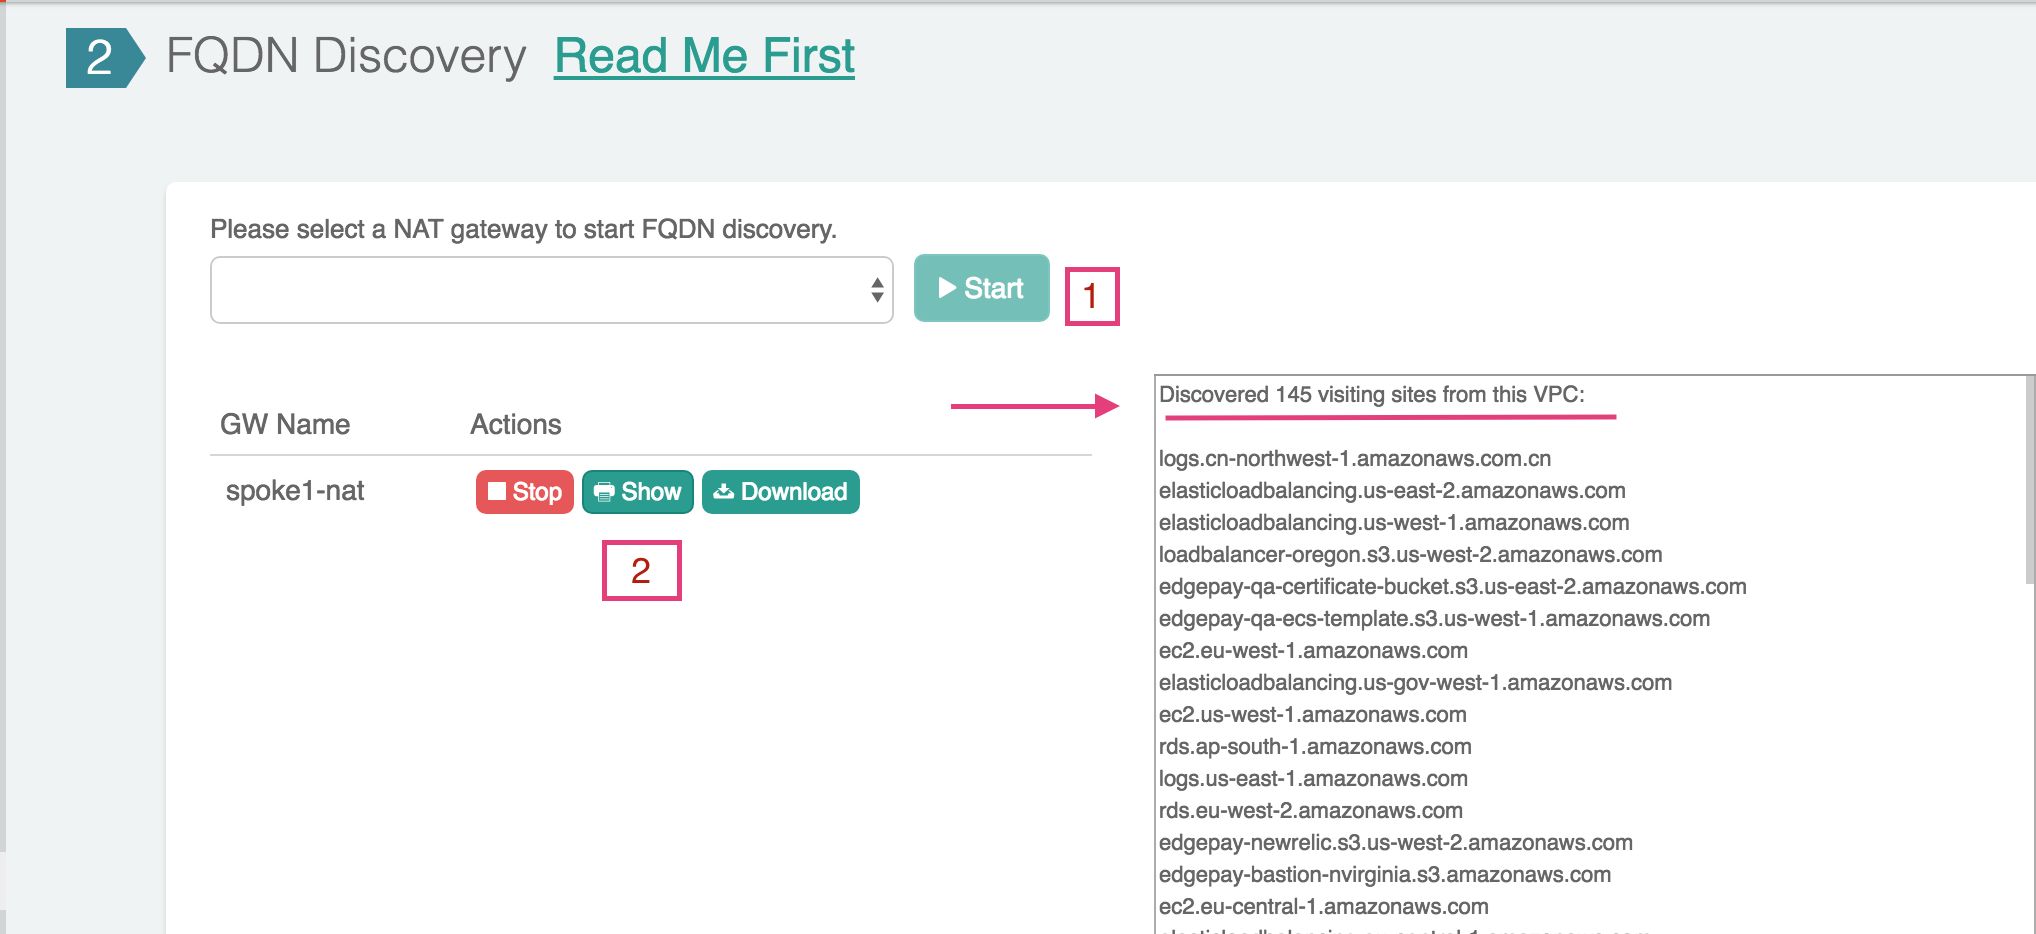 2 FQDN Discovery Read Me First
Please select a NAT gateway to start FQDN discovery.
Start
1
GW Name Actions
spoke1-nat Stop Show Download
2
Discovered 145 visiting sites from this VPC:
logs.cn-northwest-1.amazonaws.com.cn
elasticloadbalancing.us-east-2.amazonaws.com
elasticloadbalancing.us-west-1.amazonaws.com
loadbalancer-oregon.s3.us-west-2.amazonaws.com
edgepay-qa-certificate-bucket.s3.us-east-2.amazonaws.com
edgepay-qa-ecs-template.s3.us-west-1.amazonaws.com
ec2.eu-west-1.amazonaws.com
elasticloadbalancing.us-gov-west-1.amazonaws.com
ec2.us-west-1.amazonaws.com
rds.ap-south-1.amazonaws.com
logs.us-east-1.amazonaws.com
rds.eu-west-2.amazonaws.com
edgepay-newrelic.s3.us-west-2.amazonaws.com
edgepay-bastion-nvirginia.s3.amazonaws.com
ec2.eu-central-1.amazonaws.com